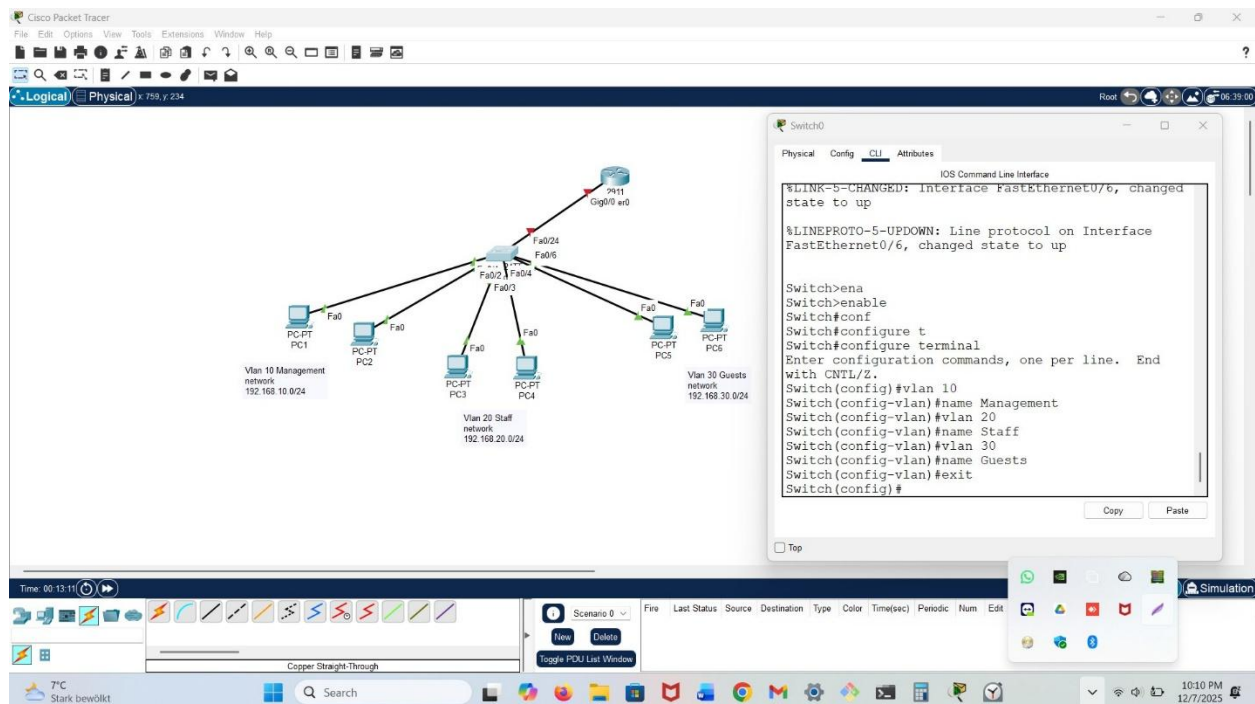 Cisco Packet Tracer
File Edit Options View Tools Extensions Window Help
?
Logical Physical x: 759, y: 234
Root 06:39:00
2911
Gig0/0 er0
Fa0/24
Fa0/6
Fa0/2 Fa0/4
Fa0/3
Fa0
PC-PT
PC1
Fa0
PC-PT
PC2
Fa0
PC-PT
PC3
Fa0
PC-PT
PC4
Fa0
PC-PT
PC5
Fa0
PC-PT
PC6
Vlan 10 Management
network
192.168.10.0/24
Vlan 20 Staff
network
192.168.20.0/24
Vlan 30 Guests
network
192.168.30.0/24
Switch0
Physical Config CLI Attributes
IOS Command Line Interface
%LINK-5-CHANGED: Interface FastEthernet0/6, changed
state to up
%LINEPROTO-5-UPDOWN: Line protocol on Interface
FastEthernet0/6, changed state to up
Switch>ena
Switch>enable
Switch#conf
Switch#configure t
Switch#configure terminal
Enter configuration commands, one per line. End
with CNTL/Z.
Switch(config)#vlan 10
Switch(config-vlan)#name Management
Switch(config-vlan)#vlan 20
Switch(config-vlan)#name Staff
Switch(config-vlan)#vlan 30
Switch(config-vlan)#name Guests
Switch(config-vlan)#exit
Switch(config)#
Copy Paste
Top
Time: 00:13:11
Simulation
Scenario 0
New Delete
Toggle PDU List Window
Fire Last Status Source Destination Type Color Time(sec) Periodic Num Edit
Copper Straight-Through
7°C
Stark bewölkt
Search
10:10 PM
12/7/2025